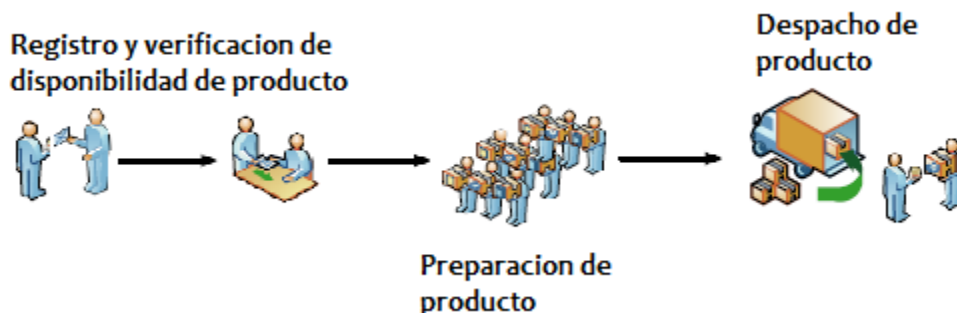 Registro y verificacion de
disponibilidad de producto
Despacho de
producto
Preparacion de
producto